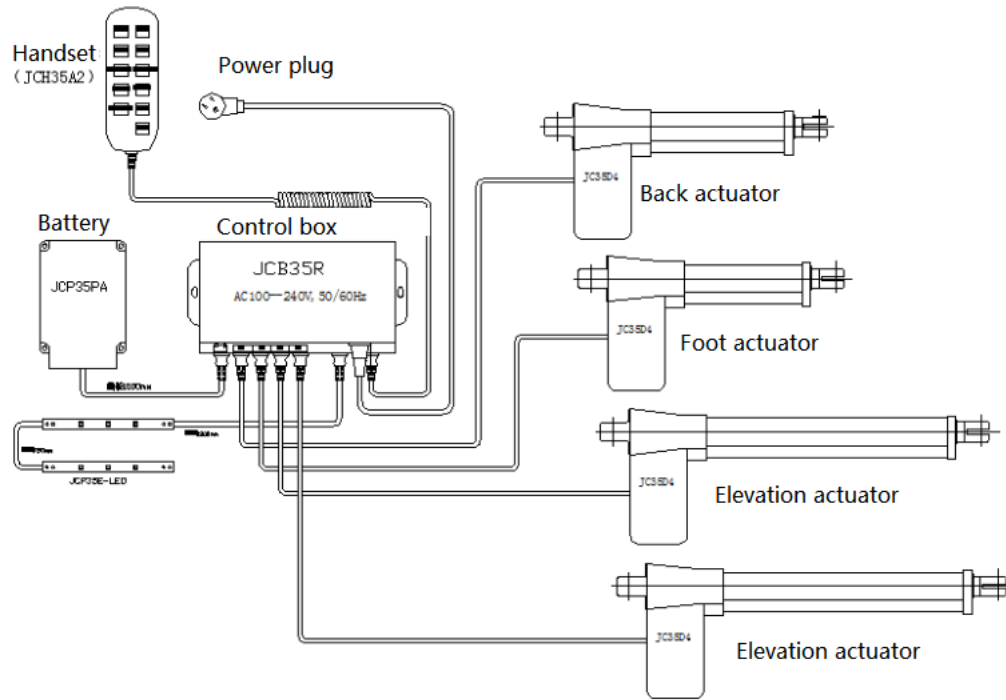 Handset
(JCH35A2)
Power plug
JC35D4
Back actuator
Battery
Control box
JCP35PA
JCB35R
AC100—240V, 50/60Hz
JC35D4
Foot actuator
JCP35E-LED
JC35D4
Elevation actuator
JC35D4
Elevation actuator